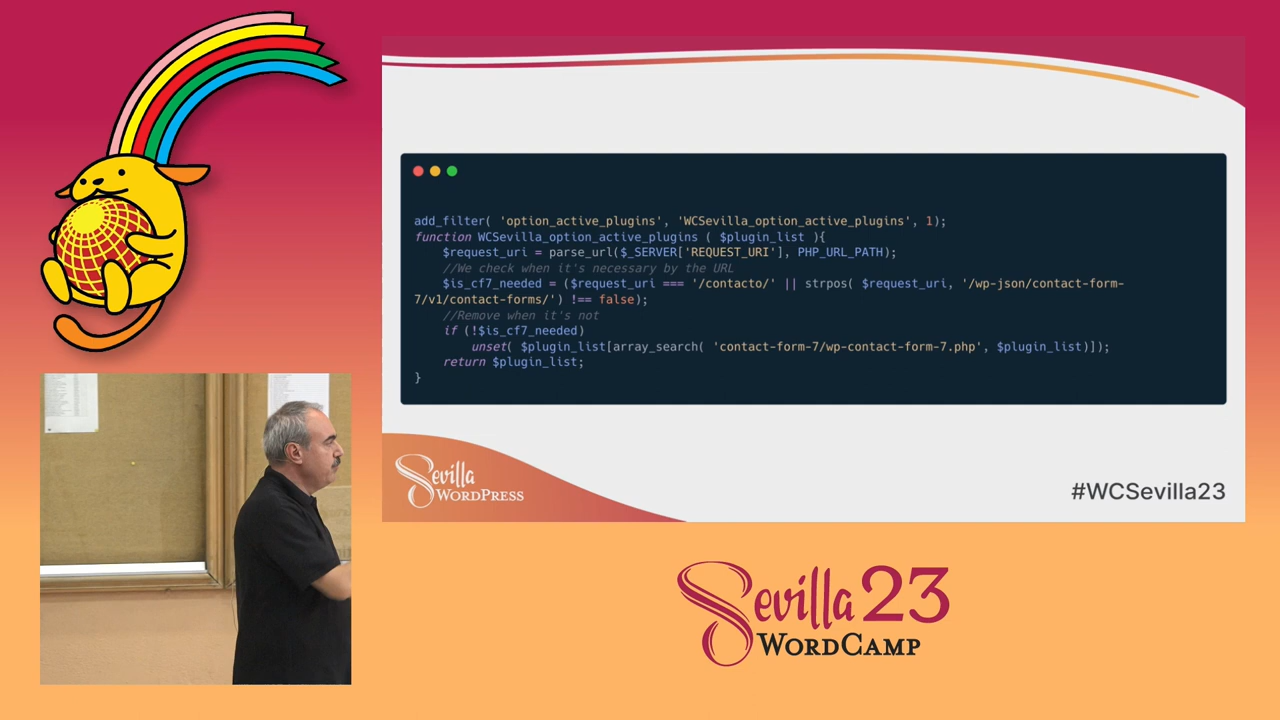 add_filter( 'option_active_plugins', 'WCSevilla_option_active_plugins', 1);
function WCSevilla_option_active_plugins ( $plugin_list ){
$request_uri = parse_url($_SERVER['REQUEST_URI'], PHP_URL_PATH);
//We check when it's necessary by the URL
$is_cf7_needed = ($request_uri === '/contacto/' || strpos( $request_uri, '/wp-json/contact-form-
7/v1/contact-forms/') !== false);
//Remove when it's not
if (!$is_cf7_needed)
unset( $plugin_list[array_search( 'contact-form-7/wp-contact-form-7.php', $plugin_list)]);
return $plugin_list;
}
Sevilla
WORDPRESS
#WCSevilla23
Sevilla 23
WORDCAMP